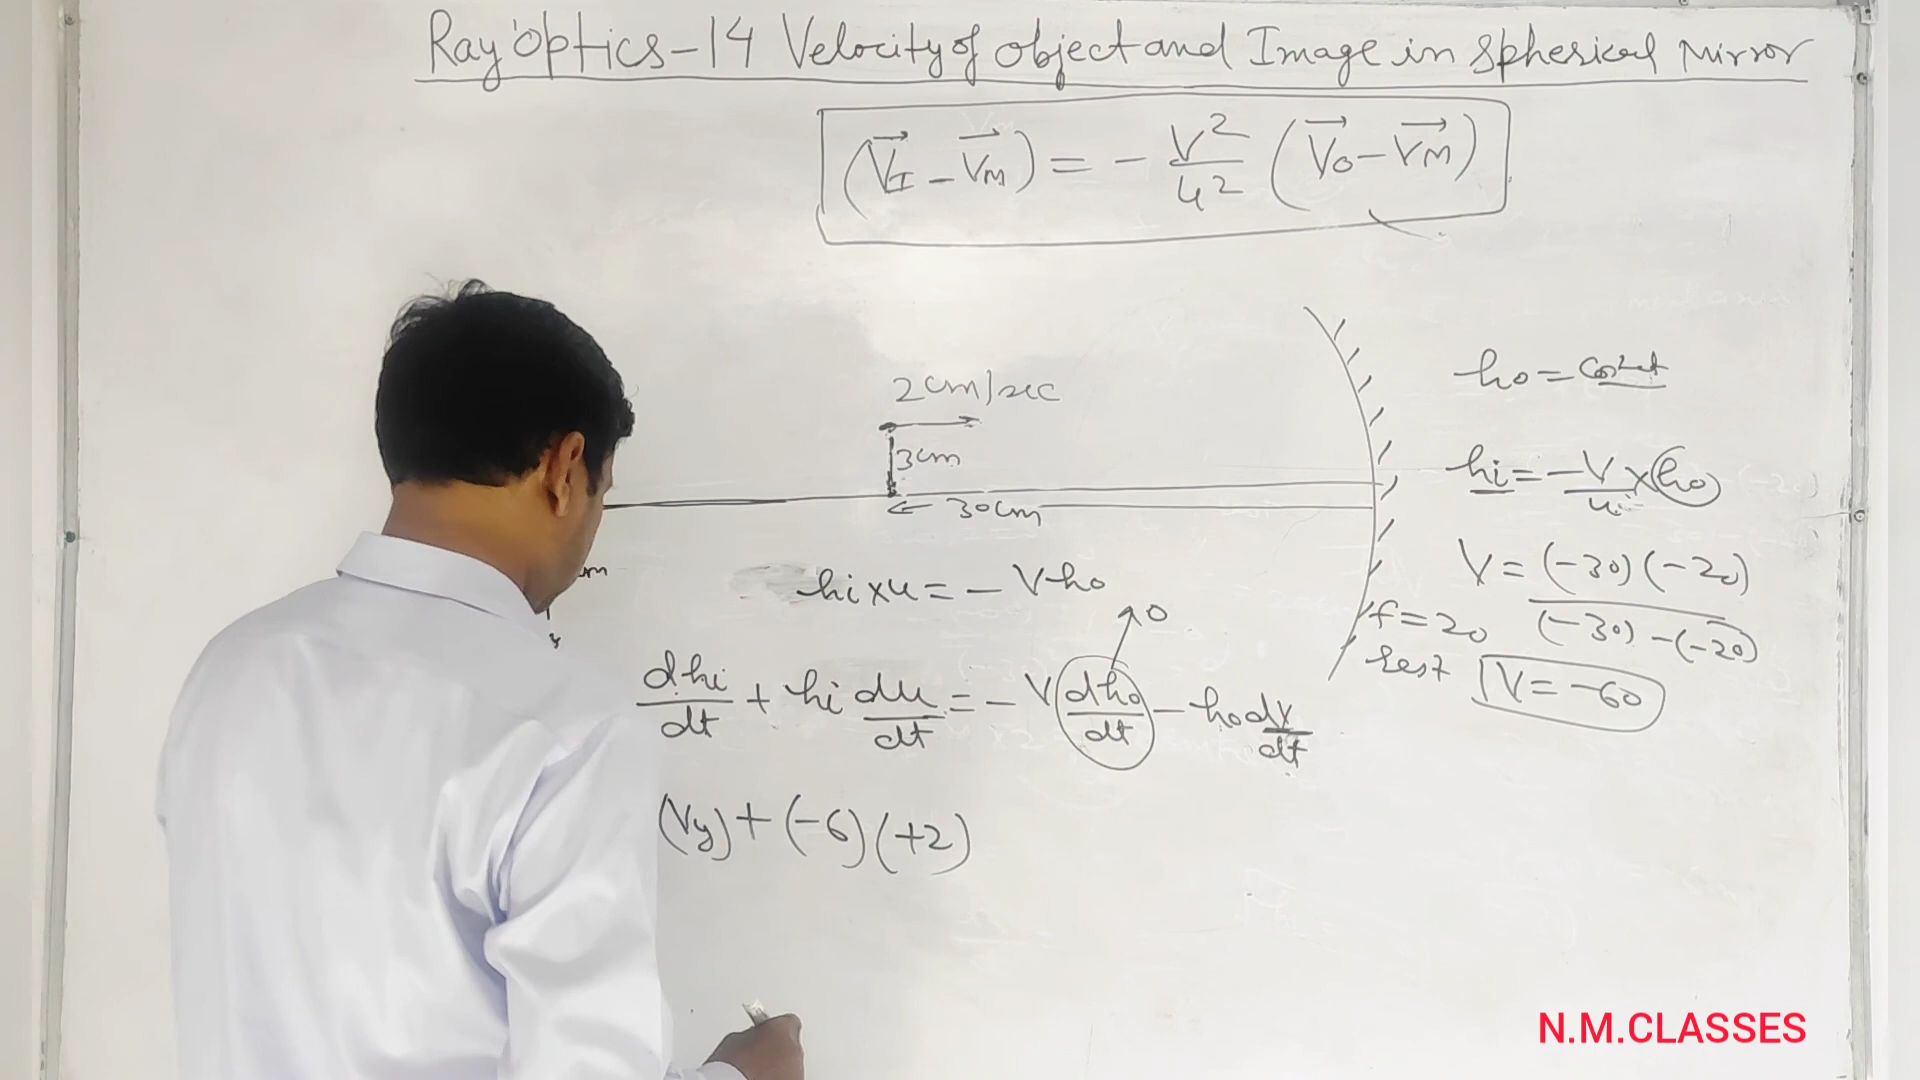 Ray Optics-14 Velocity of object and Image in Spherical Mirror
(V⃗I - V⃗M) = - V²/u² (V⃗O - V⃗M)
2cm/sec
3cm
← 30cm
m
ho = const
hi = -V/u × ho
V = (-30)(-20) / (-30)-(-20)
V = -60
f = 20
rest
hi × u = - V ho
0
dhi/dt + hi du/dt = - V dho/dt - ho dv/dt
(Vy) + (-6)(+2)
N.M.CLASSES